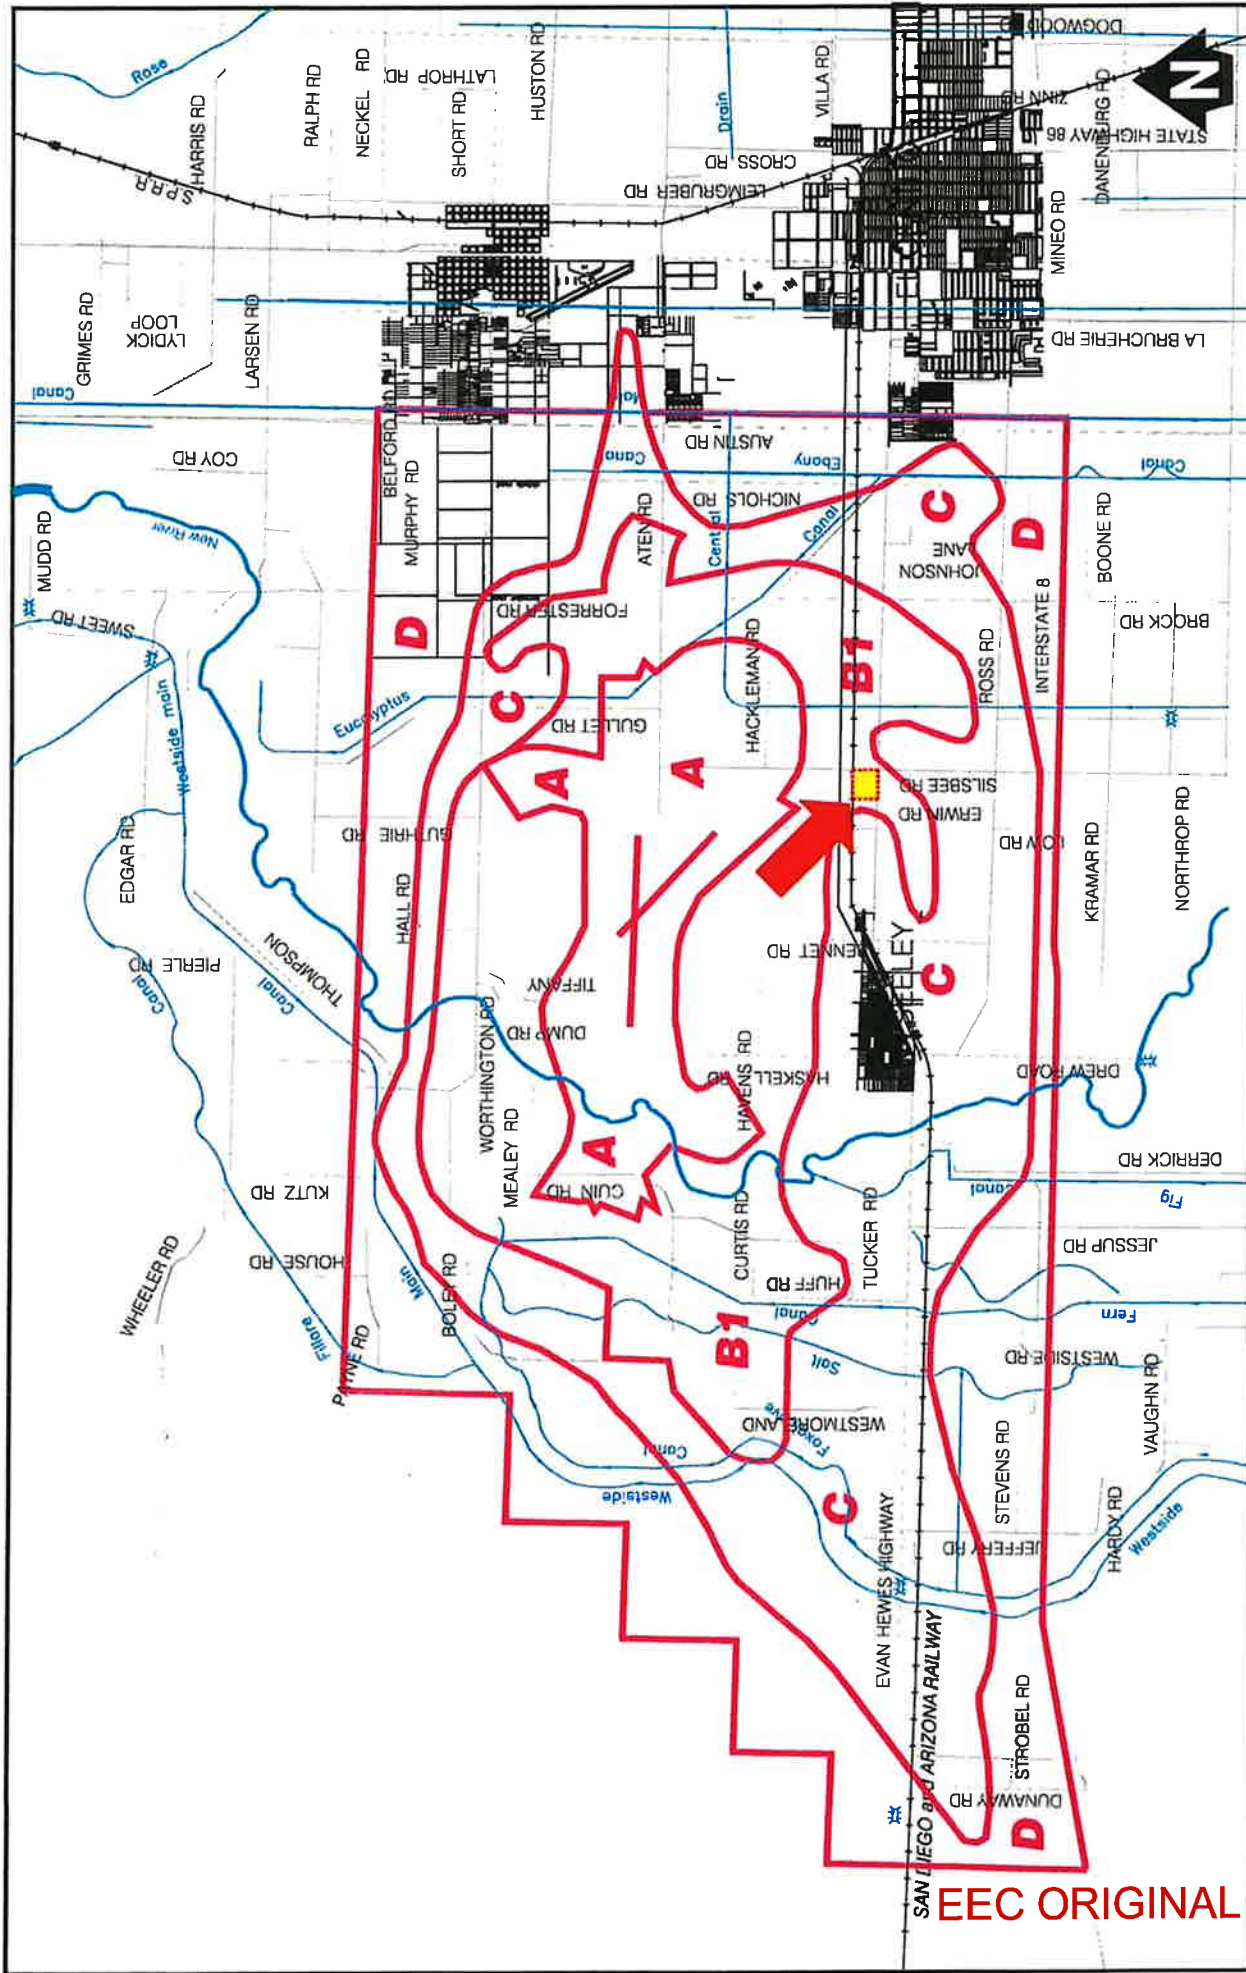 Rose
HARRIS RD
S.P.R.R.
RALPH RD
NECKEL RD
LATHROP RD
SHORT RD
HUSTON RD
Drain
CROSS RD
LEIMGRUBER RD
VILLA RD
DOGWOOD RD
ZINN RD
DANENBURG RD
STATE HIGHWAY 86
N
MINEO RD
LA BRUCHERIE RD
GRIMES RD
LYDICK
LOOP
LARSEN RD
Canal
COY RD
BELFORD RD
MURPHY RD
AUSTIN RD
NICHOLS RD
Ebony
Canal
MUDD RD
New River
SWEET RD
Westside main
D
ATEN RD
Central
Canal
C
JOHNSON
LANE
D
BOONE RD
BROCK RD
FORRESTER RD
Eucalyptus
C
GULLET RD
HACKLEMAN RD
B1
ROSS RD
INTERSTATE 8
A
A
SILSBEE RD
ERWIN RD
LOW RD
KRAMAR RD
NORTHROP RD
EDGAR RD
GUTHRIE RD
HALL RD
PIERLE RD
Canal
THOMPSON
Canal
TIFFANY
DUMP RD
WORTHINGTON RD
MEALEY RD
BENNET RD
SEELEY
C
HASKELL RD
HAVENS RD
DREW ROAD
A
CUIN RD
KUTZ RD
HOUSE RD
WHEELER RD
Fillare
PAYNE RD
Main
BOLEY RD
CURTIS RD
HUFF RD
TUCKER RD
Canal
DERRICK RD
Fig
JESSUP RD
Fern
B1
Canal
Salt
WESTSIDE RD
VAUGHN RD
WESTMORELAND
Canal
Westside
C
EVAN HEWES HIGHWAY
STEVENS RD
JEFFERY RD
HARDY RD
Westside
SAN DIEGO and ARIZONA RAILWAY
STROBEL RD
DUNAWAY RD
D
EEC ORIGINAL